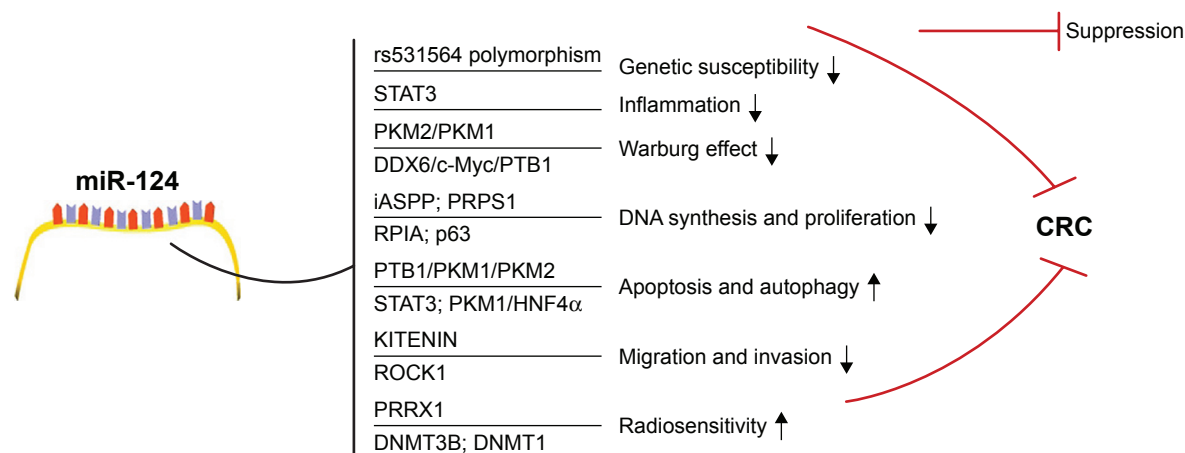 Suppression
rs531564 polymorphism
Genetic susceptibility ↓
STAT3
Inflammation ↓
PKM2/PKM1
Warburg effect ↓
DDX6/c-Myc/PTB1
miR-124
iASPP; PRPS1
DNA synthesis and proliferation ↓
CRC
RPIA; p63
PTB1/PKM1/PKM2
Apoptosis and autophagy ↑
STAT3; PKM1/HNF4α
KITENIN
Migration and invasion ↓
ROCK1
PRRX1
Radiosensitivity ↑
DNMT3B; DNMT1